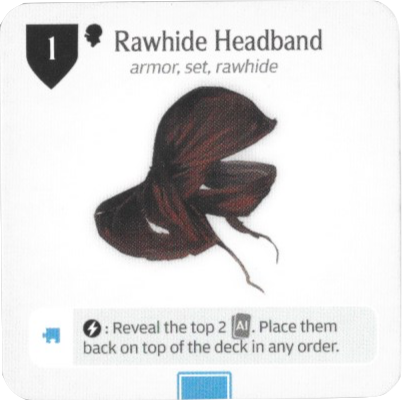 1
Rawhide Headband
armor, set, rawhide
: Reveal the top 2 AI. Place them
back on top of the deck in any order.